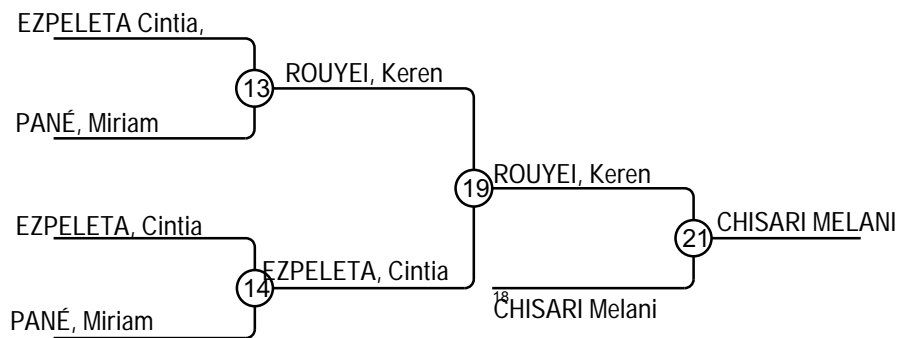 EZPELETA Cintia,
13
ROUYEI, Keren
PANÉ, Miriam
19
ROUYEI, Keren
EZPELETA, Cintia
21
CHISARI MELANI
14
EZPELETA, Cintia
18
CHISARI Melani
PANÉ, Miriam